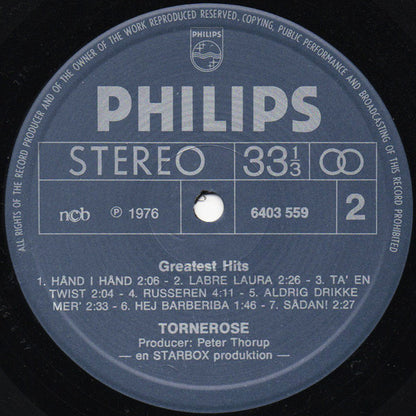 ALL RIGHTS OF THE RECORD PRODUCER AND OF THE OWNER OF THE WORK REPRODUCED RESERVED. COPYING, PUBLIC PERFORMANCE AND BROADCASTING OF THIS RECORD PROHIBITED
PHILIPS
PHILIPS
STEREO 33 1/3
ncb ℗ 1976 6403 559 2
Greatest Hits
1. HÅND I HÅND 2:06 - 2. LABRE LAURA 2:26 - 3. TA' EN
TWIST 2:04 - 4. RUSSEREN 4:11 - 5. ALDRIG DRIKKE
MER' 2:33 - 6. HEJ BARBERIBA - 7. SÅDAN! 2:27
TORNEROSE
Producer: Peter Thorup
— en STARBOX produktion —